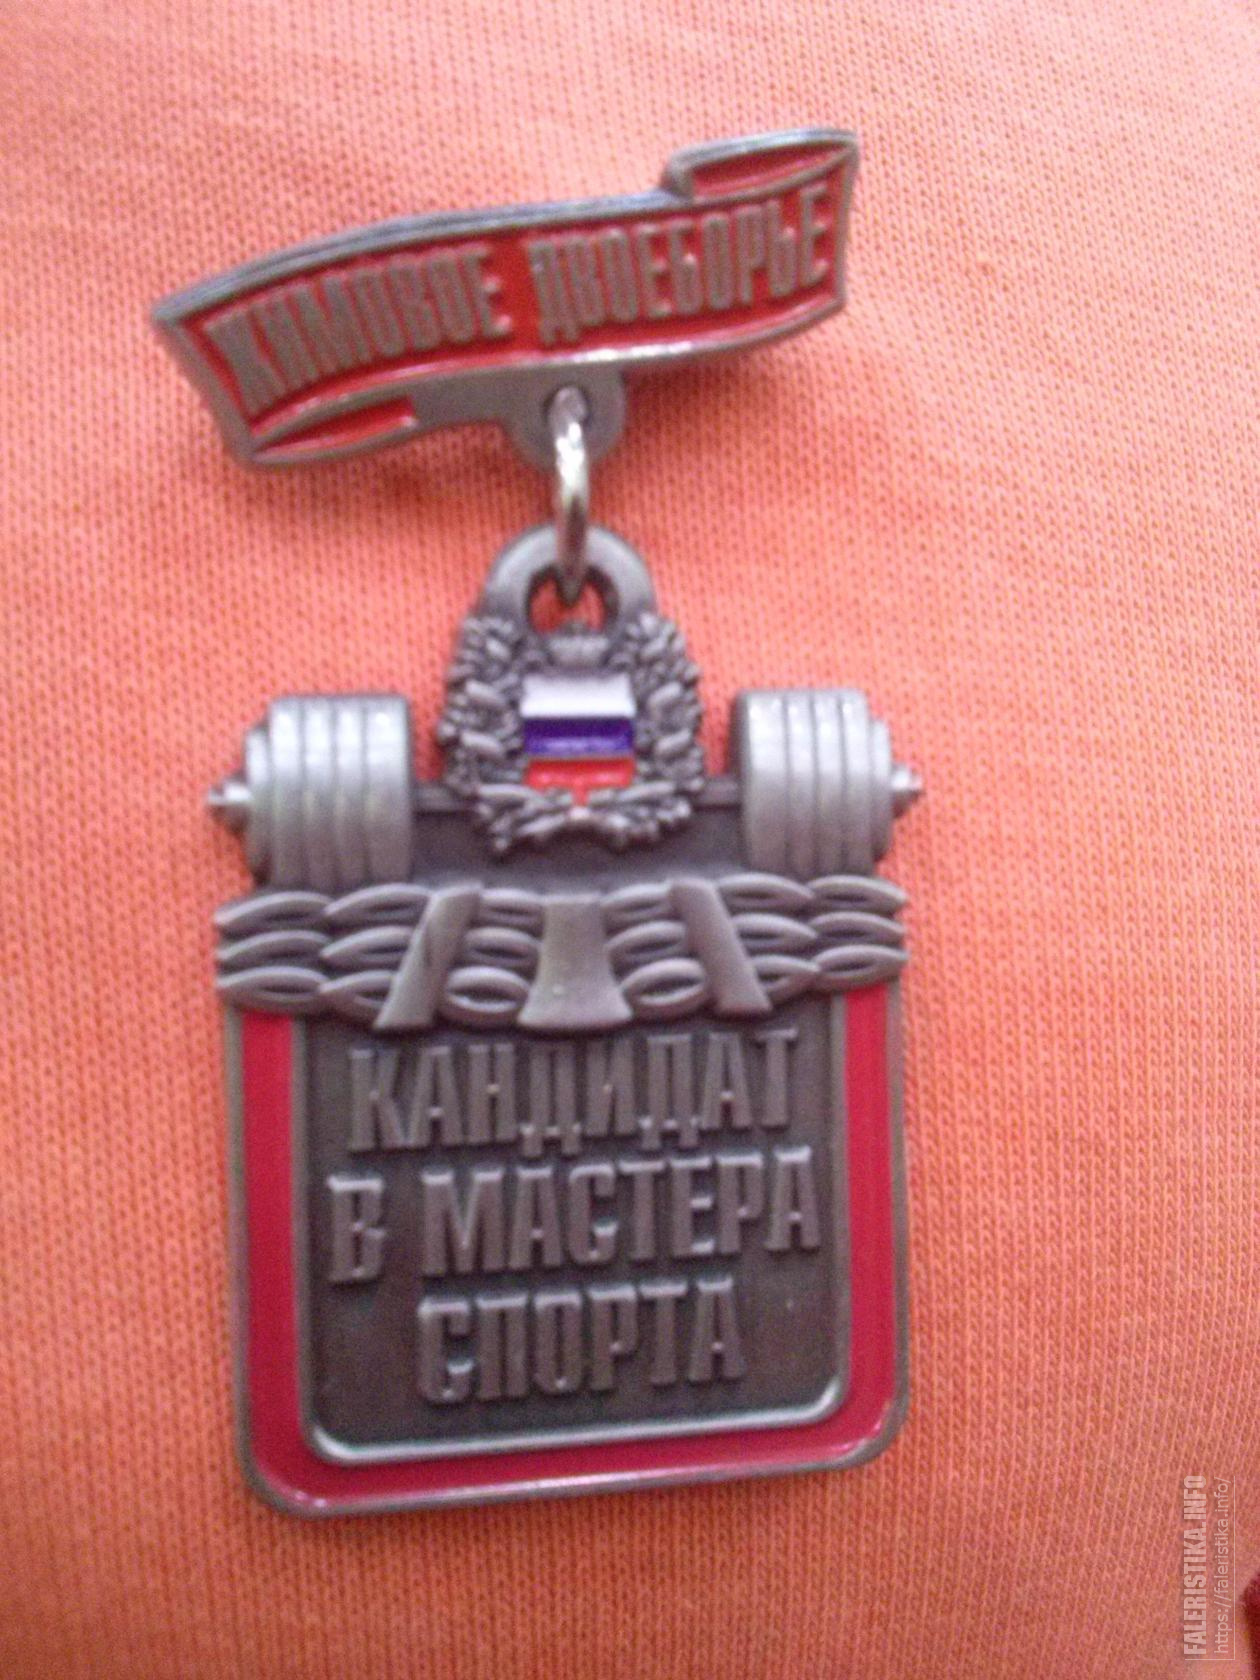 ЖИМОВОЕ ДВОЕБОРЬЕ
КАНДИДАТ
В МАСТЕРА
СПОРТА
FALERISTIKA.INFO
https://faleristika.info/